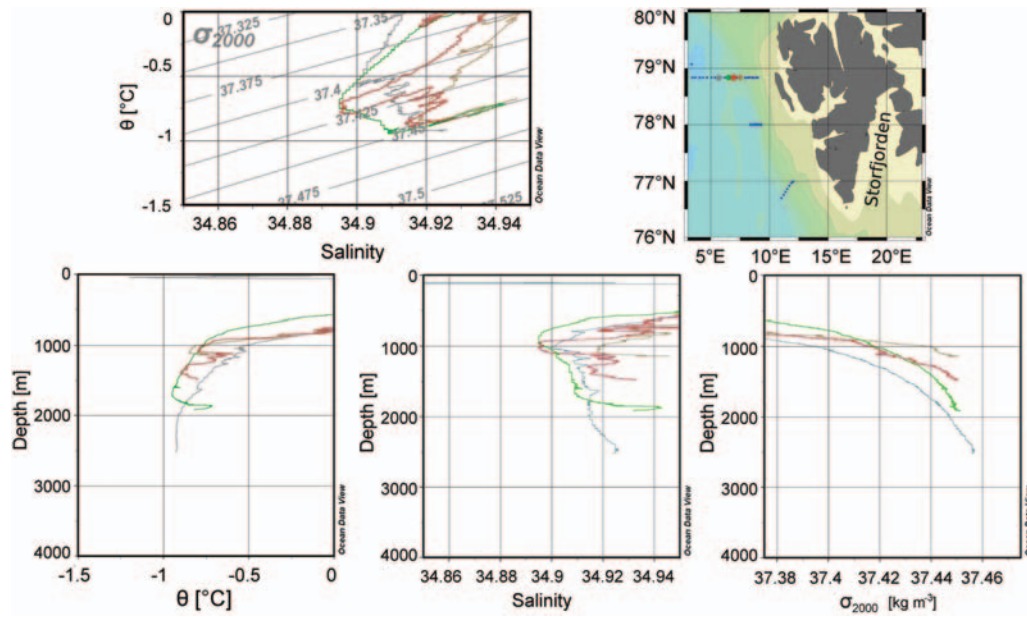 σ2000
37.325
37.35
37.375
37.4
37.425
37.45
37.475
37.5
.525
0
-0.5
-1
-1.5
θ [°C]
34.86
34.88
34.9
34.92
34.94
Salinity
Ocean Data View
80°N
79°N
78°N
77°N
76°N
5°E
10°E
15°E
20°E
Storfjorden
Ocean Data View
0
1000
2000
3000
4000
Depth [m]
-1.5
-1
-0.5
0
θ [°C]
Ocean Data View
0
1000
2000
3000
4000
Depth [m]
34.86
34.88
34.9
34.92
34.94
Salinity
Ocean Data View
0
1000
2000
3000
4000
Depth [m]
37.38
37.4
37.42
37.44
37.46
σ2000 [kg m-3]
Ocean Data View